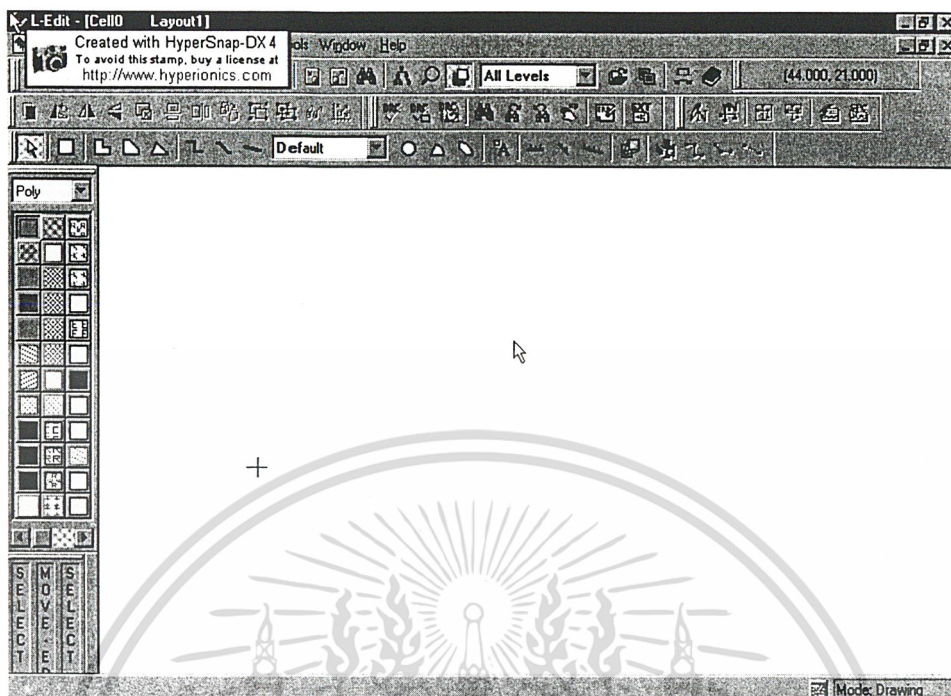 L-Edit - [Cell0 Layout1]
Created with HyperSnap-DX 4
To avoid this stamp, buy a license at
http://www.hyperionics.com
ols Window Help
All Levels
(44.000, 21.000)
Default
Poly
SELECT
MOVE-ED
SELECT
Mode: Drawing